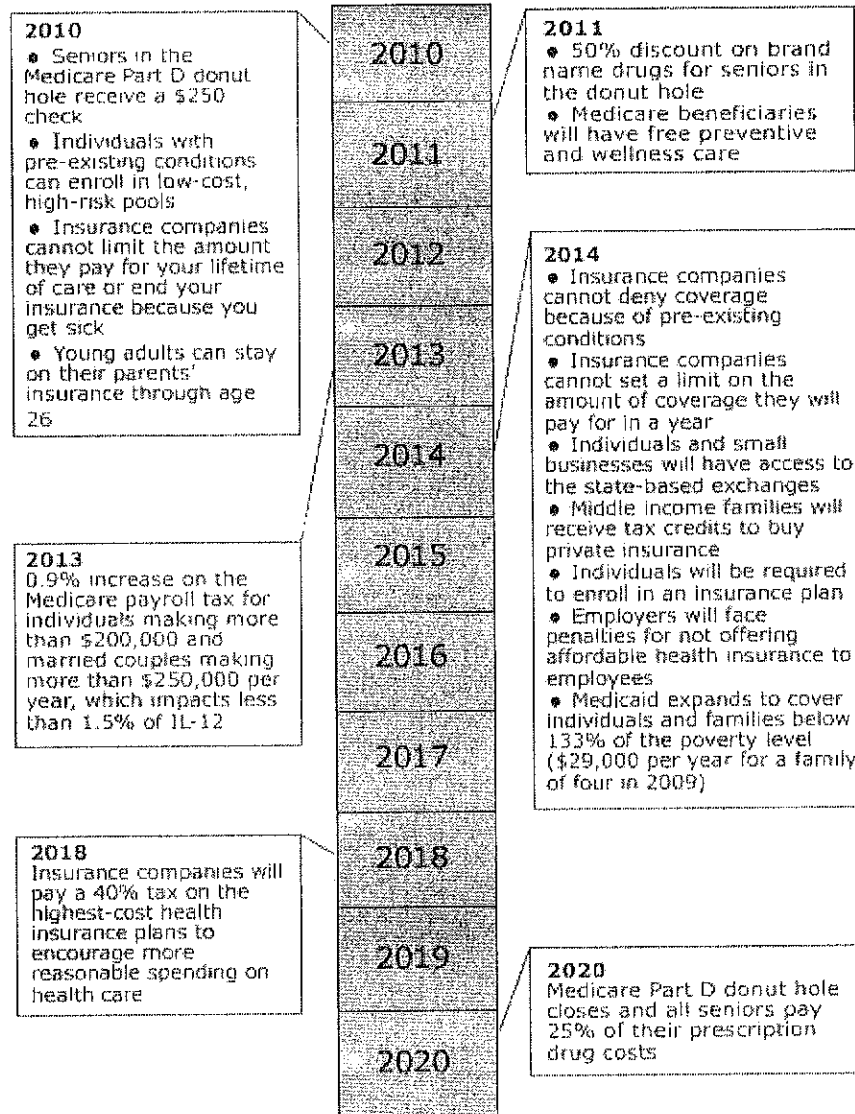 2010
• Seniors in the
Medicare Part D donut
hole receive a $250
check
• Individuals with
pre-existing conditions
can enroll in low-cost,
high-risk pools
• Insurance companies
cannot limit the amount
they pay for your lifetime
of care or end your
insurance because you
get sick
• Young adults can stay
on their parents'
insurance through age
26
2013
0.9% increase on the
Medicare payroll tax for
individuals making more
than $200,000 and
married couples making
more than $250,000 per
year, which impacts less
than 1.5% of IL-12
2018
Insurance companies will
pay a 40% tax on the
highest-cost health
insurance plans to
encourage more
reasonable spending on
health care
2010
2011
2012
2013
2014
2015
2016
2017
2018
2019
2020
2011
• 50% discount on brand
name drugs for seniors in
the donut hole
• Medicare beneficiaries
will have free preventive
and wellness care
2014
• Insurance companies
cannot deny coverage
because of pre-existing
conditions
• Insurance companies
cannot set a limit on the
amount of coverage they will
pay for in a year
• Individuals and small
businesses will have access to
the state-based exchanges
• Middle income families will
receive tax credits to buy
private insurance
• Individuals will be required
to enroll in an insurance plan
• Employers will face
penalties for not offering
affordable health insurance to
employees
• Medicaid expands to cover
individuals and families below
133% of the poverty level
($29,000 per year for a family
of four in 2009)
2020
Medicare Part D donut hole
closes and all seniors pay
25% of their prescription
drug costs